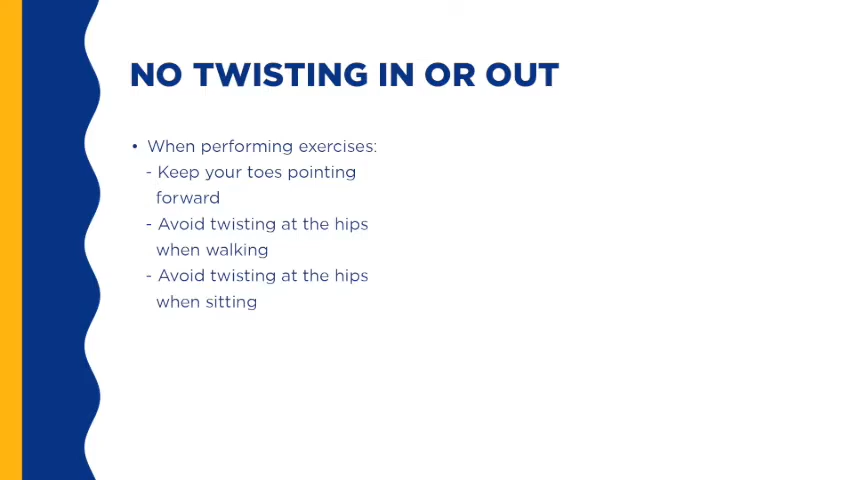 NO TWISTING IN OR OUT
• When performing exercises:
- Keep your toes pointing
forward
- Avoid twisting at the hips
when walking
- Avoid twisting at the hips
when sitting